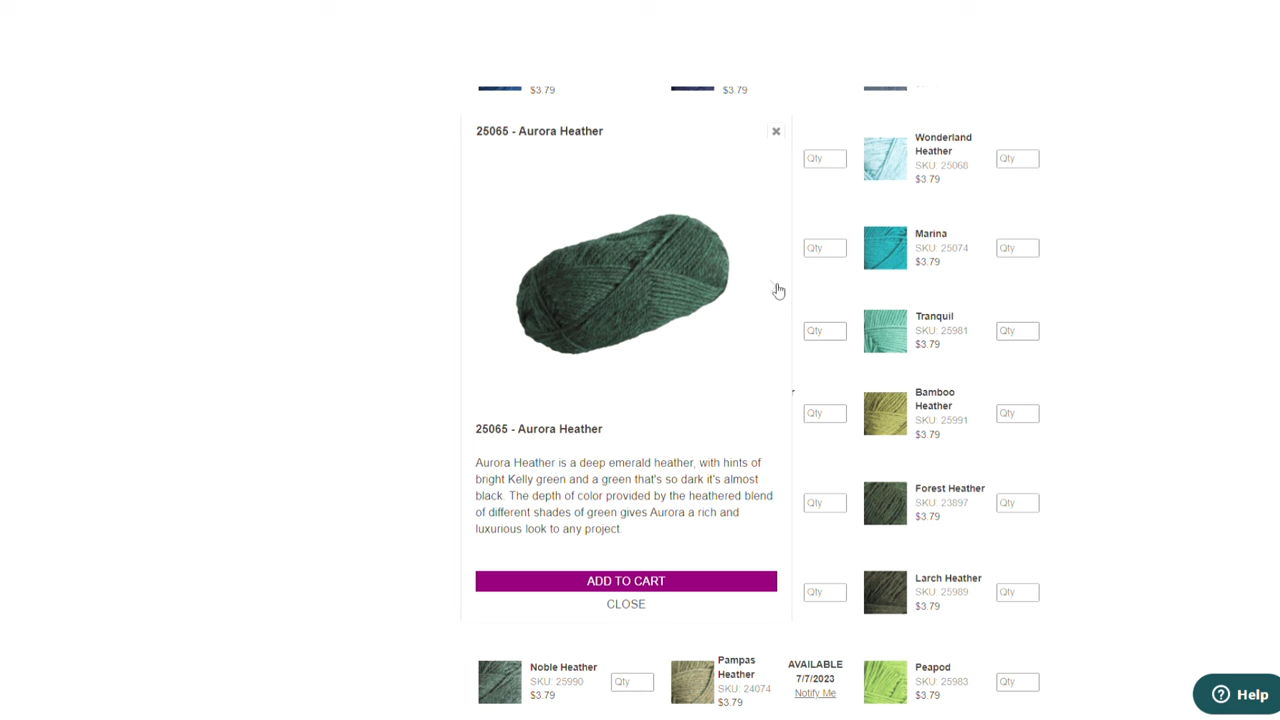 $3.79
$3.79
25065 - Aurora Heather
Qty
Wonderland
Heather
SKU: 25068
$3.79
Qty
Qty
Marina
SKU: 25074
$3.79
Qty
Qty
Tranquil
SKU: 25981
$3.79
Qty
Qty
Bamboo
Heather
SKU: 25991
$3.79
Qty
25065 - Aurora Heather
Aurora Heather is a deep emerald heather, with hints of
bright Kelly green and a green that's so dark it's almost
black. The depth of color provided by the heathered blend
of different shades of green gives Aurora a rich and
luxurious look to any project.
Qty
Forest Heather
SKU: 23897
$3.79
Qty
ADD TO CART
CLOSE
Qty
Larch Heather
SKU: 25989
$3.79
Qty
Noble Heather
SKU: 25990
$3.79
Qty
Pampas
Heather
SKU: 24074
$3.79
AVAILABLE
7/7/2023
Notify Me
Peapod
SKU: 25983
$3.79
Qty
Help